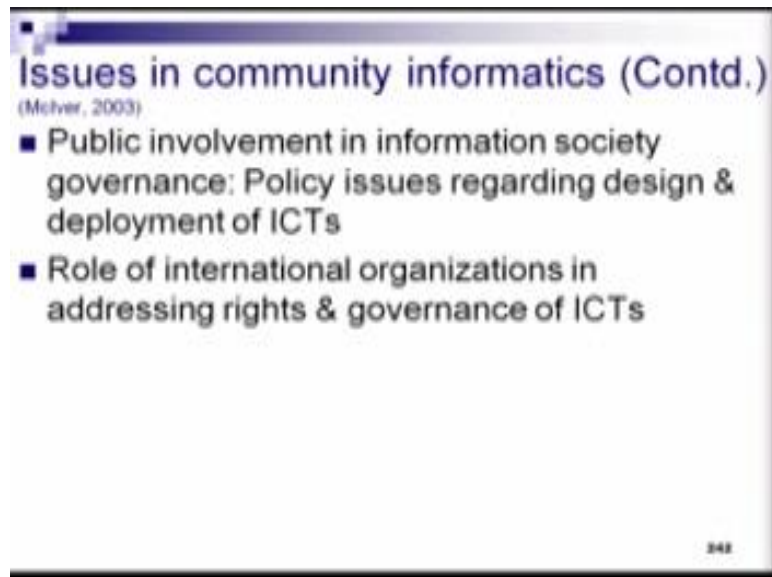 Issues in community informatics (Contd.)
(McIver, 2003)
Public involvement in information society
governance: Policy issues regarding design &
deployment of ICTs
Role of international organizations in
addressing rights & governance of ICTs
242